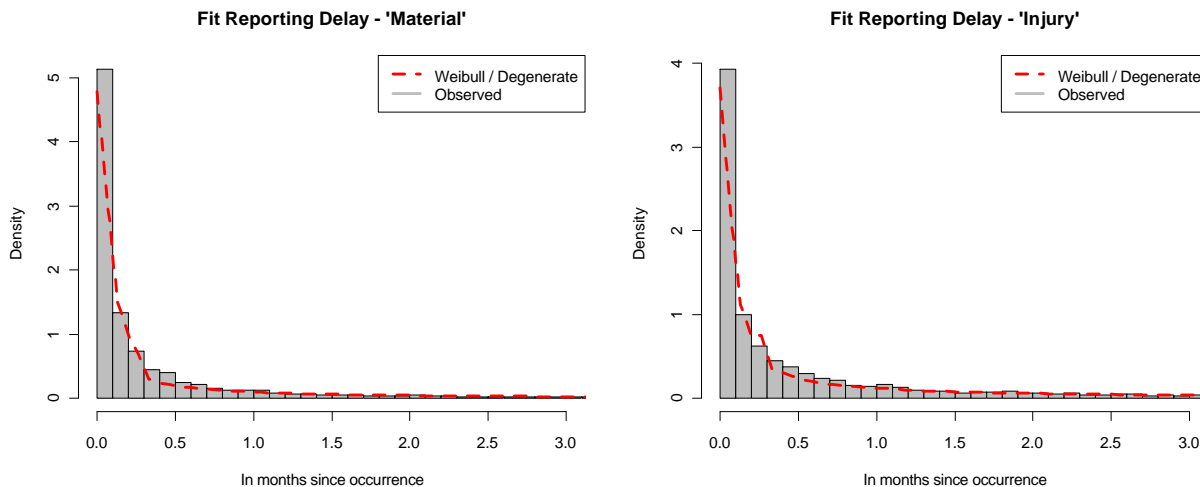 Fit Reporting Delay - 'Material'
Weibull / Degenerate
Observed
Density
5
4
3
2
1
0
0.0 0.5 1.0 1.5 2.0 2.5 3.0
In months since occurrence
Fit Reporting Delay - 'Injury'
Weibull / Degenerate
Observed
Density
4
3
2
1
0
0.0 0.5 1.0 1.5 2.0 2.5 3.0
In months since occurrence